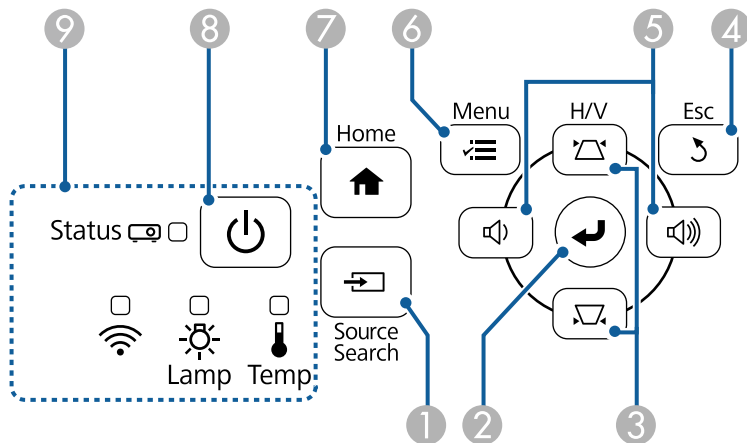 9 8 7 6 5 4
Menu H/V Esc
Home
Status
Source
Search
Lamp Temp
1 2 3